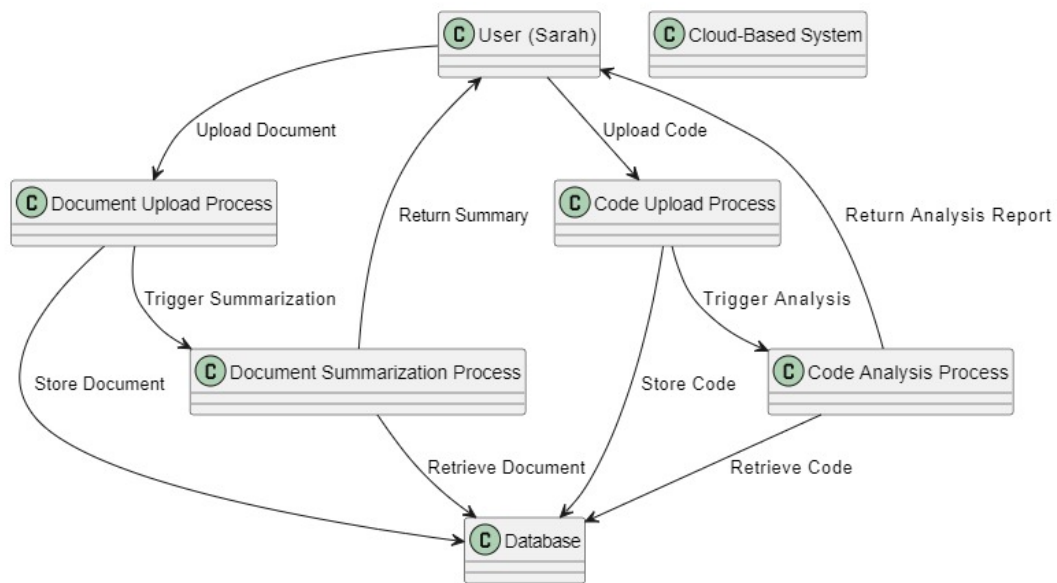 C User (Sarah)
C Cloud-Based System
Upload Document
Upload Code
C Document Upload Process
Return Summary
C Code Upload Process
Return Analysis Report
Trigger Summarization
Trigger Analysis
Store Document
C Document Summarization Process
Store Code
C Code Analysis Process
Retrieve Document
Retrieve Code
C Database